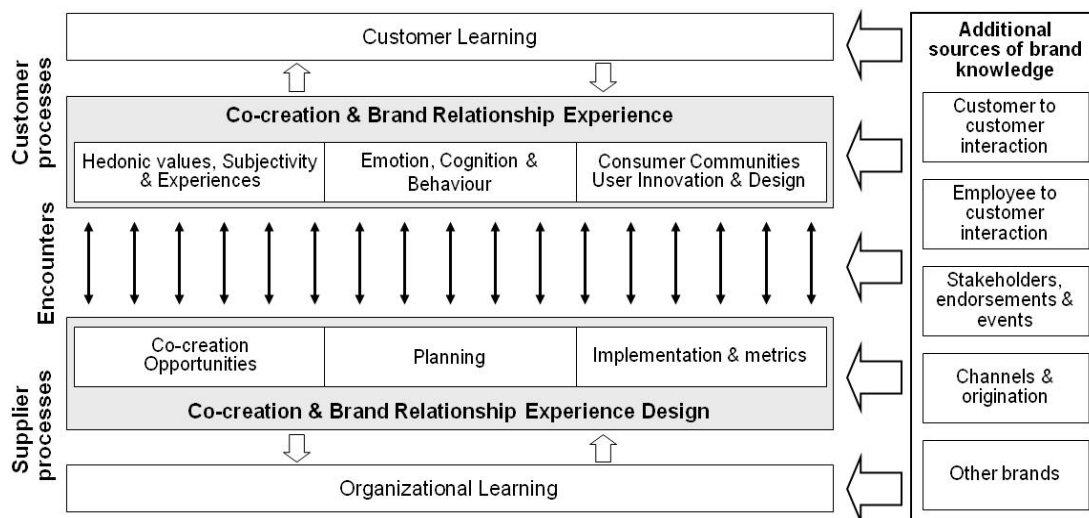 Customer Learning
Customer
processes
Co-creation & Brand Relationship Experience
Hedonic values, Subjectivity
& Experiences
Emotion, Cognition &
Behaviour
Consumer Communities
User Innovation & Design
Encounters
Co-creation
Opportunities
Planning
Implementation & metrics
Co-creation & Brand Relationship Experience Design
Supplier
processes
Organizational Learning
Additional
sources of brand
knowledge
Customer to
customer
interaction
Employee to
customer
interaction
Stakeholders,
endorsements &
events
Channels &
origination
Other brands